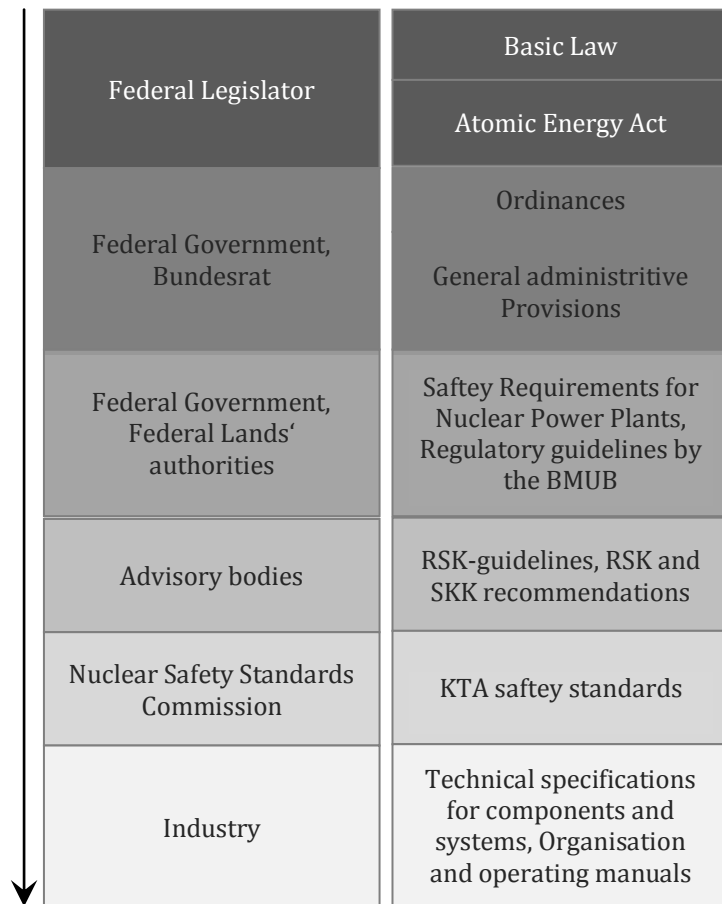 Federal Legislator
Basic Law
Atomic Energy Act
Federal Government,
Bundesrat
Ordinances
General administritive
Provisions
Federal Government,
Federal Lands‘
authorities
Saftey Requirements for
Nuclear Power Plants,
Regulatory guidelines by
the BMUB
Advisory bodies
RSK-guidelines, RSK and
SKK recommendations
Nuclear Safety Standards
Commission
KTA saftey standards
Industry
Technical specifications
for components and
systems, Organisation
and operating manuals